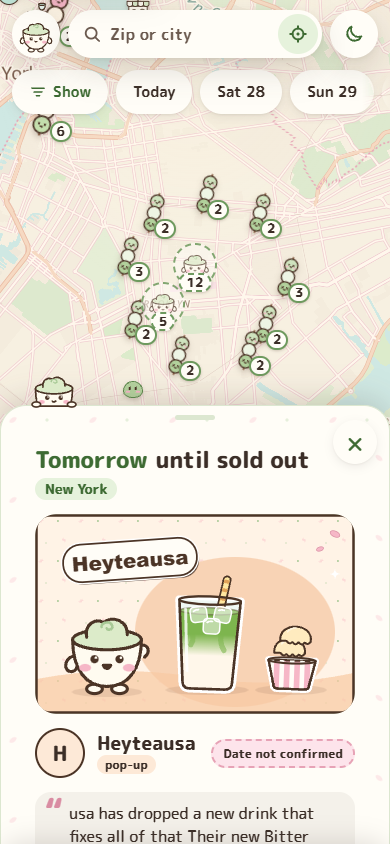 Zip or city
York
Show
Today
Sat 28
Sun 29
6
2
2
2
3
12
3
5
2
2
2
2
Tomorrow until sold out
New York
Heyteausa
H
Heyteausa
pop-up
Date not confirmed
"
usa has dropped a new drink that
fixes all of that Their new Bitter